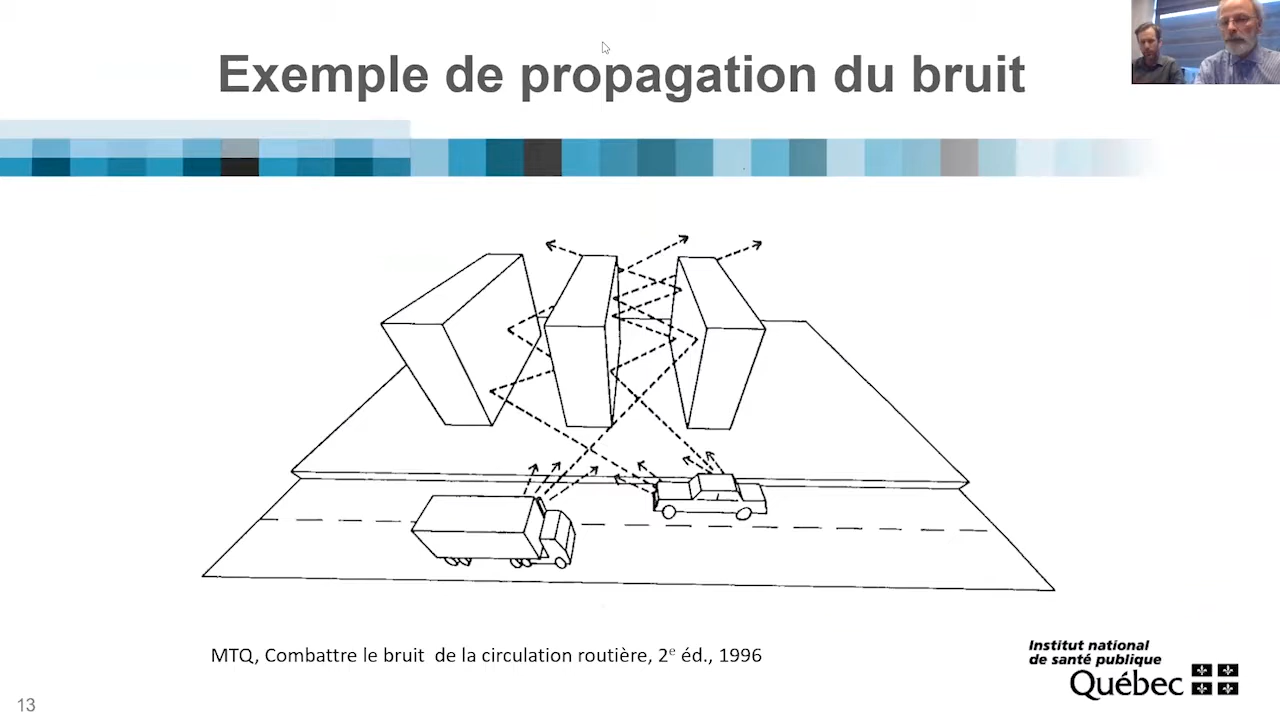 Exemple de propagation du bruit
MTQ, Combattre le bruit de la circulation routière, 2e éd., 1996
Institut national
de santé publique
Québec
13